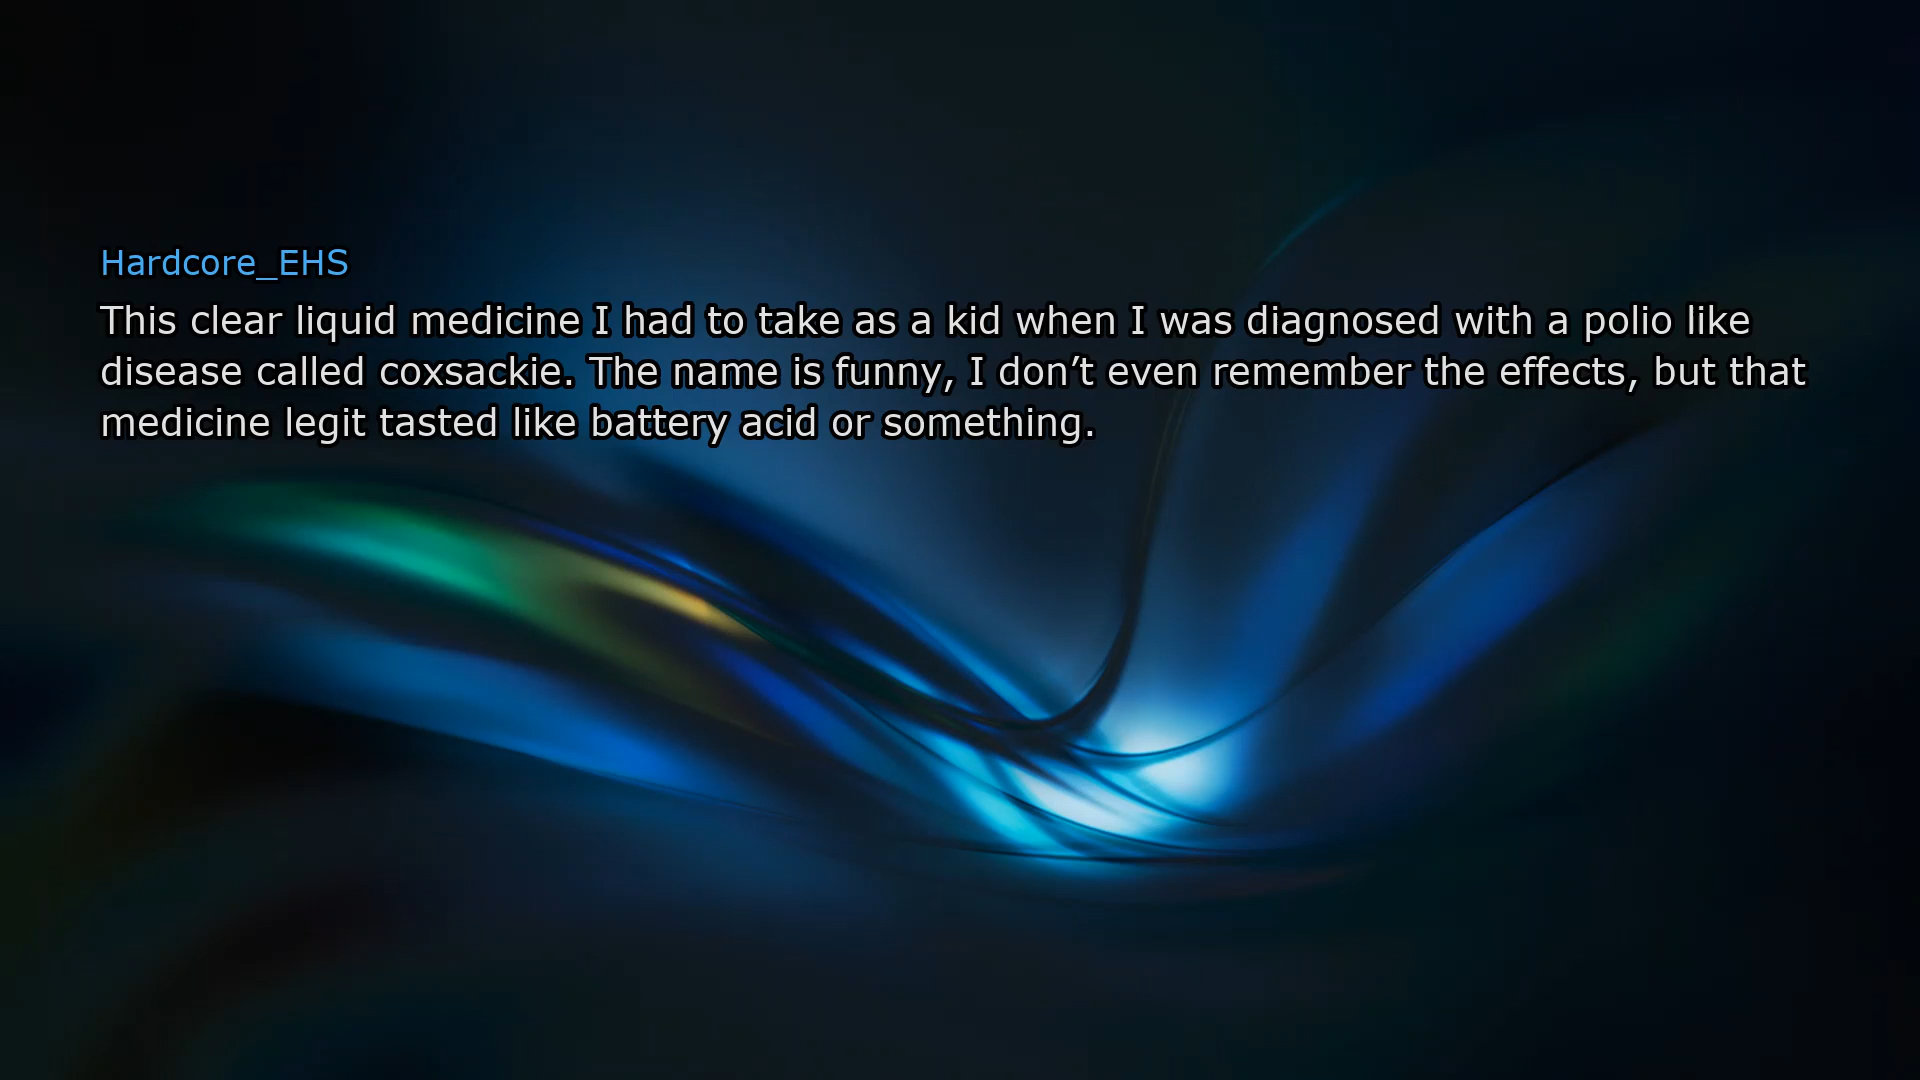 Hardcore_EHS
This clear liquid medicine I had to take as a kid when I was diagnosed with a polio like
disease called coxsackie. The name is funny, I don’t even remember the effects, but that
medicine legit tasted like battery acid or something.